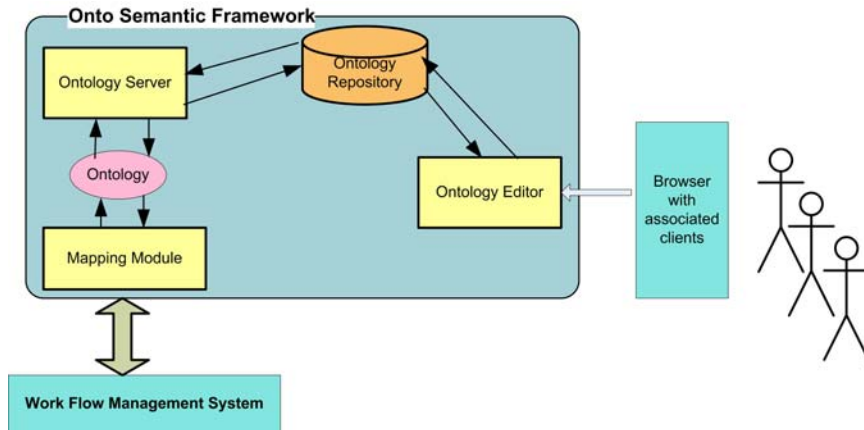 Onto Semantic Framework
Ontology Server
Ontology
Repository
Ontology
Ontology Editor
Browser
with
associated
clients
Mapping Module
Work Flow Management System